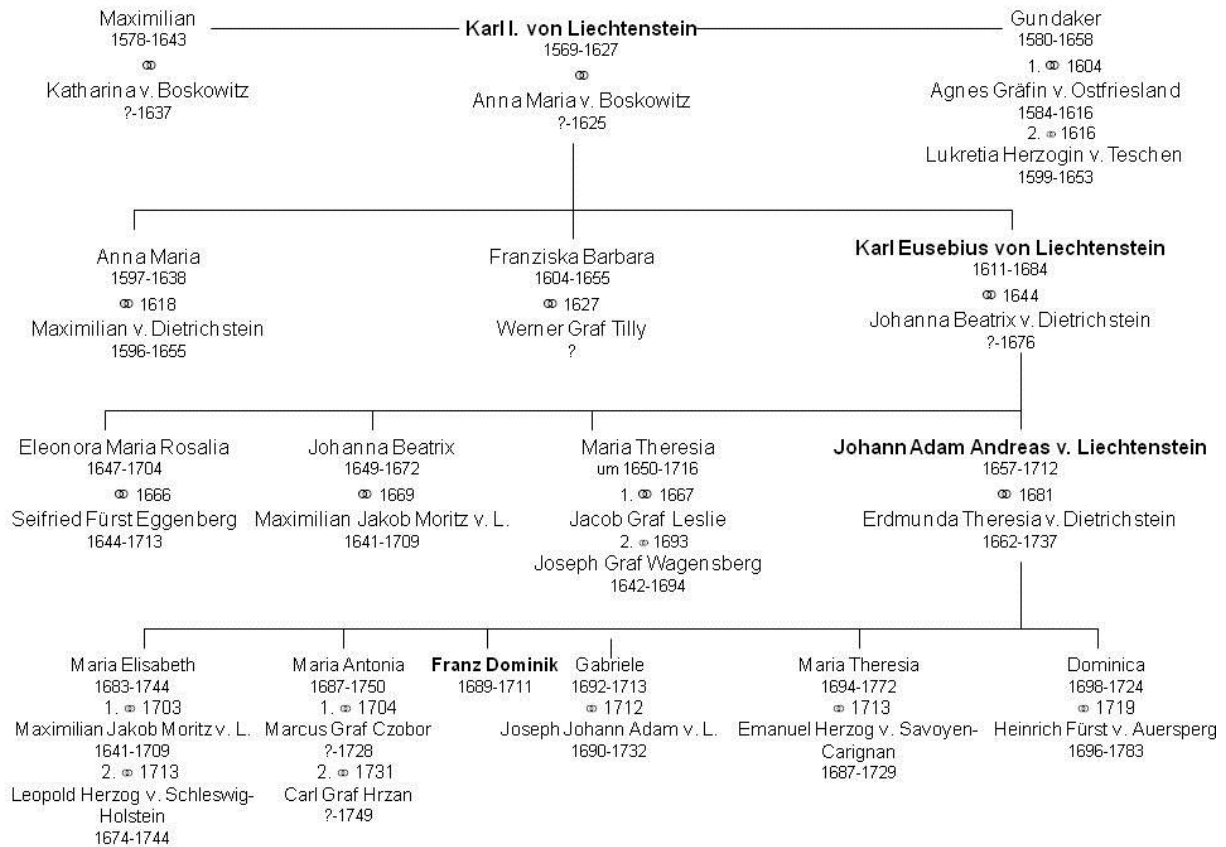 Maximilian
1578-1643
⚭
Katharina v. Boskowitz
?-1637
Karl I. von Liechtenstein
1569-1627
⚭
Anna Maria v. Boskowitz
?-1625
Gundaker
1580-1658
1. ⚭ 1604
Agnes Gräfin v. Ostfriesland
1584-1616
2. ⚭ 1616
Lukretia Herzogin v. Teschen
1599-1653
Anna Maria
1597-1638
⚭ 1618
Maximilian v. Dietrichstein
1596-1655
Franziska Barbara
1604-1655
⚭ 1627
Werner Graf Tilly
?
Karl Eusebius von Liechtenstein
1611-1684
⚭ 1644
Johanna Beatrix v. Dietrichstein
?-1676
Eleonora Maria Rosalia
1647-1704
⚭ 1666
Seifried Fürst Eggenberg
1644-1713
Johanna Beatrix
1649-1672
⚭ 1669
Maximilian Jakob Moritz v. L.
1641-1709
Maria Theresia
um 1650-1716
1. ⚭ 1667
Jacob Graf Leslie
2. ⚭ 1693
Joseph Graf Wagensberg
1642-1694
Johann Adam Andreas v. Liechtenstein
1657-1712
⚭ 1681
Erdmunda Theresia v. Dietrichstein
1662-1737
Maria Elisabeth
1683-1744
1. ⚭ 1703
Maximilian Jakob Moritz v. L.
1641-1709
2. ⚭ 1713
Leopold Herzog v. Schleswig-
Holstein
1674-1744
Maria Antonia
1687-1750
1. ⚭ 1704
Marcus Graf Czobor
?-1728
2. ⚭ 1731
Carl Graf Hrzan
?-1749
Franz Dominik
1689-1711
Gabriele
1692-1713
⚭ 1712
Joseph Johann Adam v. L.
1690-1732
Maria Theresia
1694-1772
⚭ 1713
Emanuel Herzog v. Savoyen-
Carignan
1687-1729
Dominica
1698-1724
⚭ 1719
Heinrich Fürst v. Auersperg
1696-1783